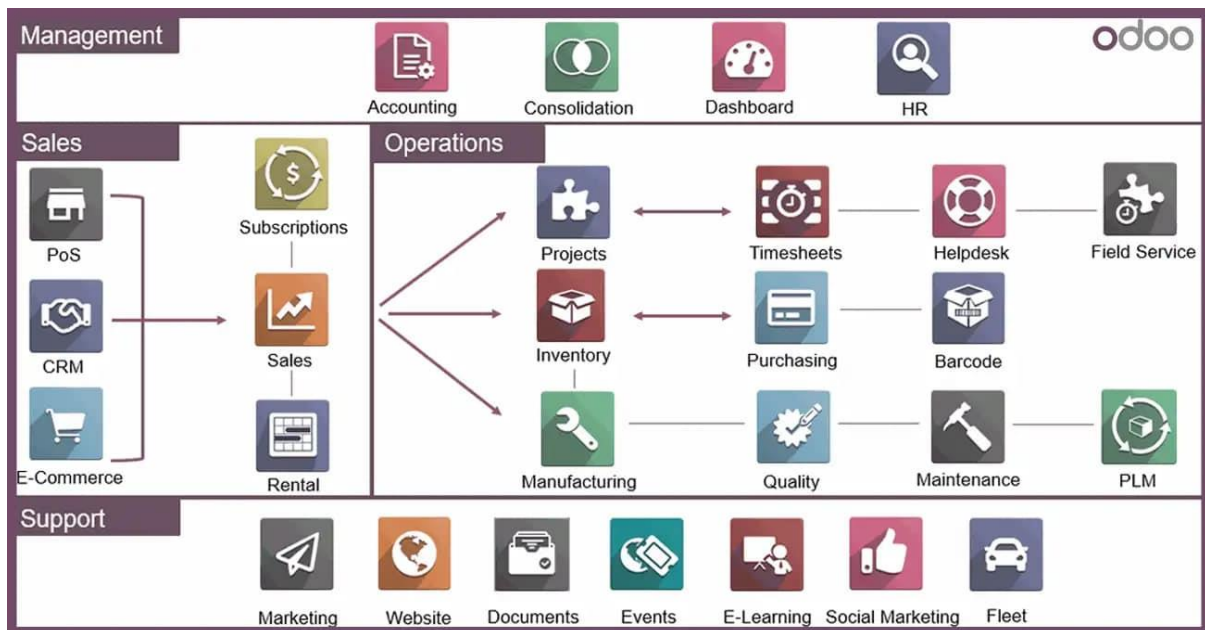 Management
odoo
Accounting
Consolidation
Dashboard
HR
Sales
Subscriptions
PoS
Sales
CRM
E-Commerce
Rental
Operations
Projects
Timesheets
Helpdesk
Field Service
Inventory
Purchasing
Barcode
Manufacturing
Quality
Maintenance
PLM
Support
Marketing
Website
Documents
Events
E-Learning
Social Marketing
Fleet
$